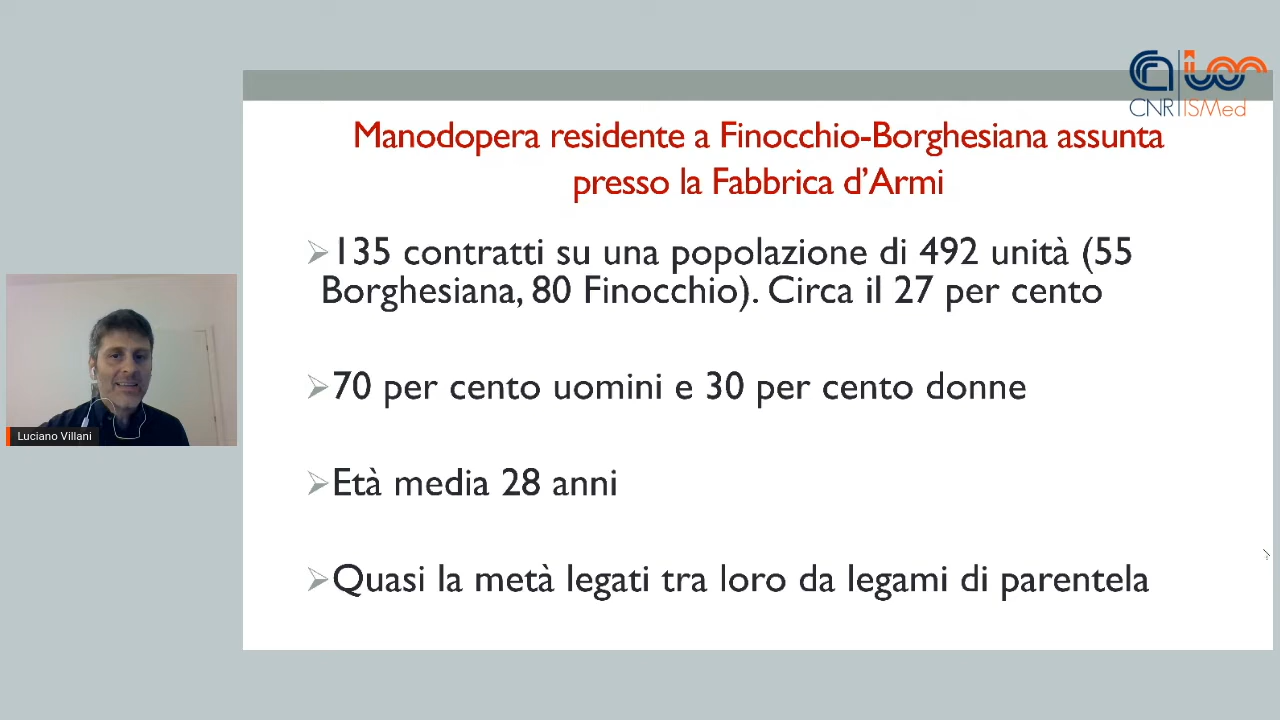 CNR ISMed
Manodopera residente a Finocchio-Borghesiana assunta
presso la Fabbrica d’Armi
➢135 contratti su una popolazione di 492 unità (55
Borghesiana, 80 Finocchio). Circa il 27 per cento
➢70 per cento uomini e 30 per cento donne
➢Età media 28 anni
➢Quasi la metà legati tra loro da legami di parentela
Luciano Villani